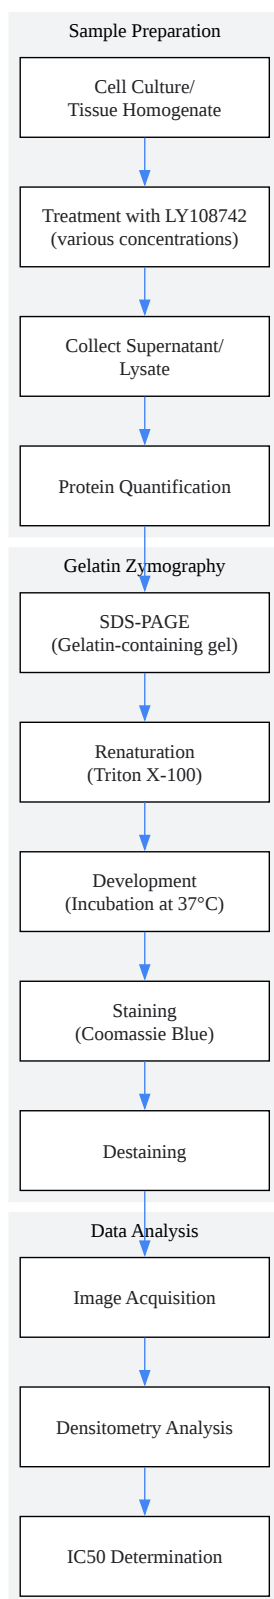 Sample Preparation
Cell Culture/
Tissue Homogenate
Treatment with LY108742
(various concentrations)
Collect Supernatant/
Lysate
Protein Quantification
Gelatin Zymography
SDS-PAGE
(Gelatin-containing gel)
Renaturation
(Triton X-100)
Development
(Incubation at 37°C)
Staining
(Coomassie Blue)
Destaining
Data Analysis
Image Acquisition
Densitometry Analysis
IC50 Determination